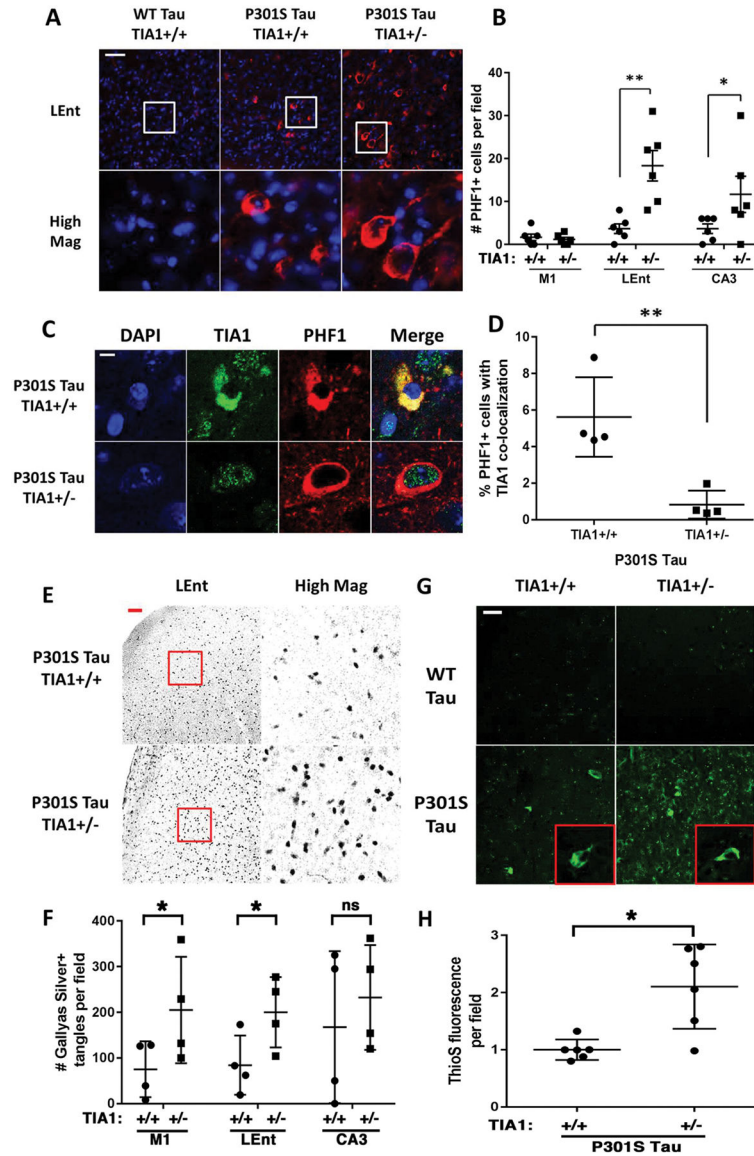 A
WT Tau TIA1+/+
P301S Tau TIA1+/+
P301S Tau TIA1+/-
LEnt
High Mag
B
# PHF1+ cells per field
40
30
20
10
0
TIA1: +/+ +/- +/+ +/- +/+ +/-
M1 LEnt CA3
** *
C
DAPI TIA1 PHF1 Merge
P301S Tau TIA1+/+
P301S Tau TIA1+/-
D
**
% PHF1+ cells with
TIA1 co-localization
10
8
6
4
2
0
TIA1+/+ TIA1+/-
P301S Tau
E
LEnt High Mag
P301S Tau
TIA1+/+
P301S Tau
TIA1+/-
F
* * ns
# Gallyas Silver+
tangles per field
400
300
200
100
0
TIA1: +/+ +/- +/+ +/- +/+ +/-
M1 LEnt CA3
G
TIA1+/+ TIA1+/-
WT
Tau
P301S
Tau
H
*
ThioS fluorescence
per field
3
2
1
0
TIA1: +/+ +/-
P301S Tau